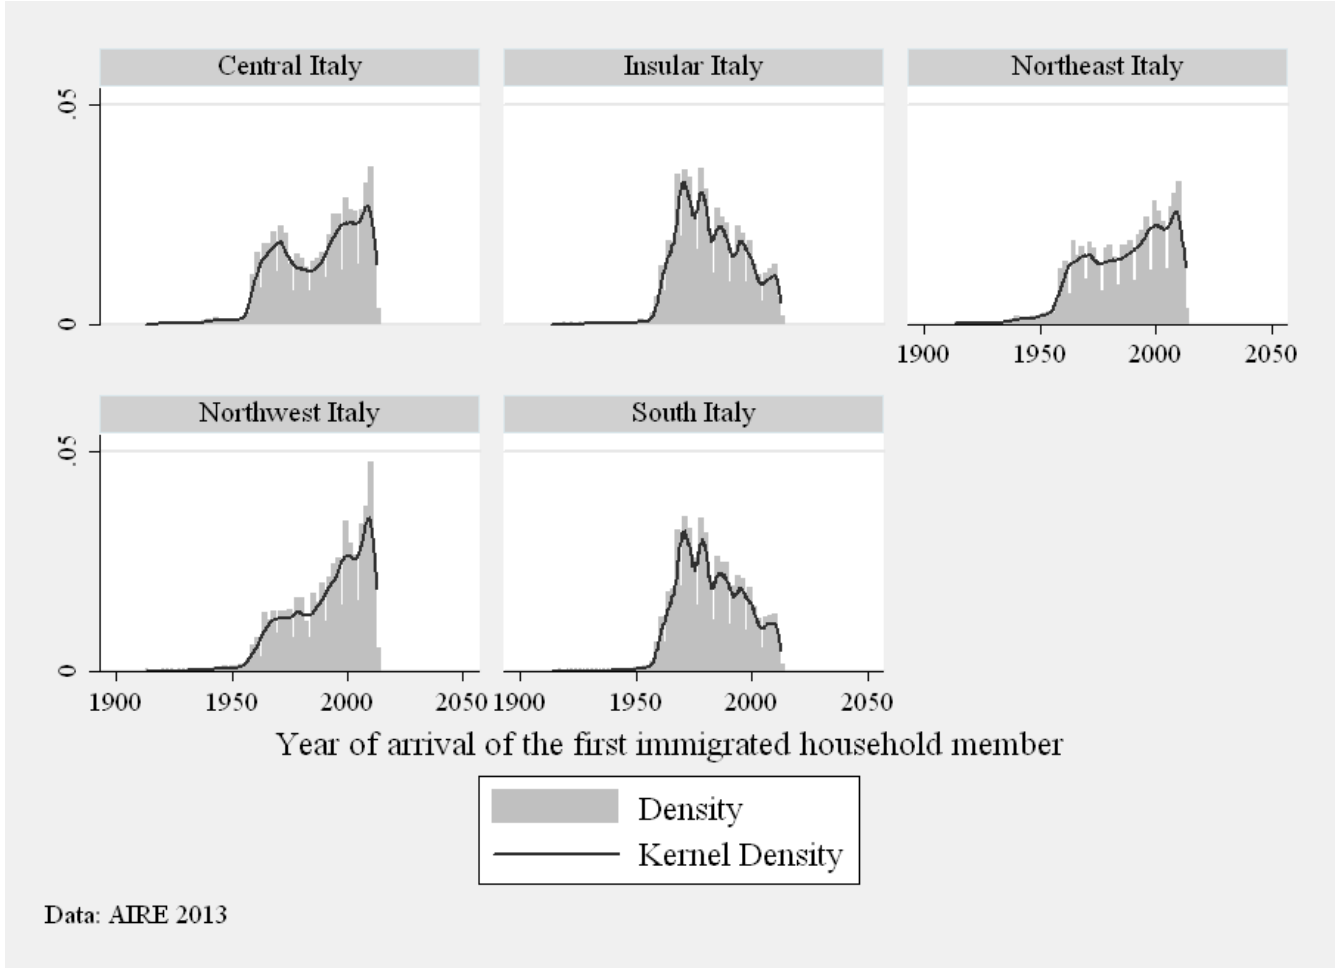 Central Italy
Insular Italy
Northeast Italy
.05
0
1900 1950 2000 2050
Northwest Italy
South Italy
.05
0
1900 1950 2000 2050
1900 1950 2000 2050
Year of arrival of the first immigrated household member
Density
Kernel Density
Data: AIRE 2013